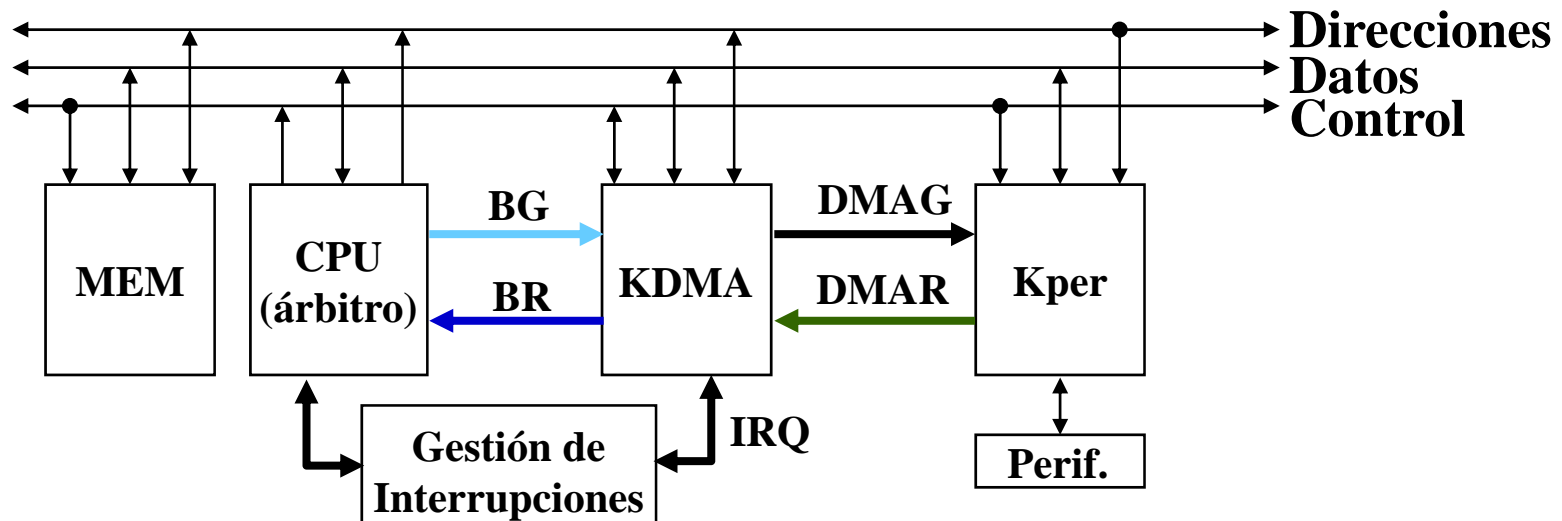 Direcciones
Datos
Control
BG
DMAG
MEM
CPU
(árbitro)
KDMA
Kper
BR
DMAR
IRQ
Gestión de
Interrupciones
Perif.